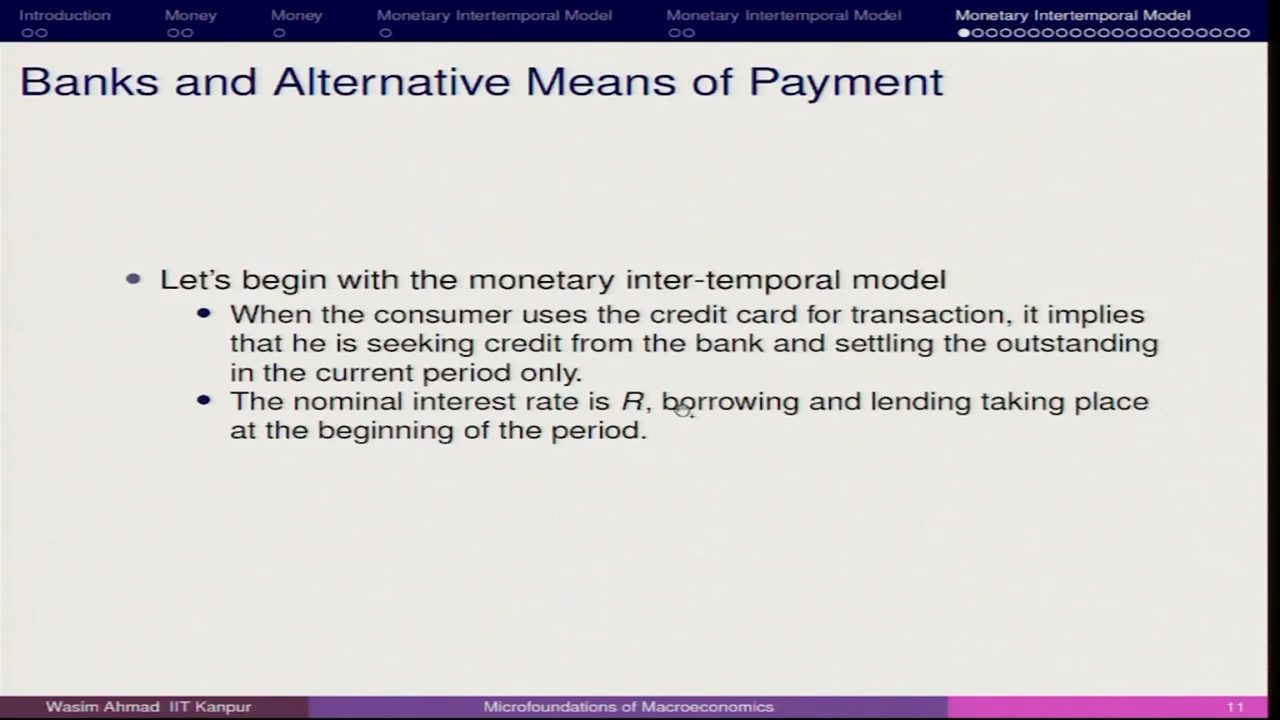 Introduction Money Money Monetary Intertemporal Model Monetary Intertemporal Model Monetary Intertemporal Model
Banks and Alternative Means of Payment
Let's begin with the monetary inter-temporal model
When the consumer uses the credit card for transaction, it implies
that he is seeking credit from the bank and settling the outstanding
in the current period only.
The nominal interest rate is R, borrowing and lending taking place
at the beginning of the period.
Wasim Ahmad IIT Kanpur Microfoundations of Macroeconomics 11